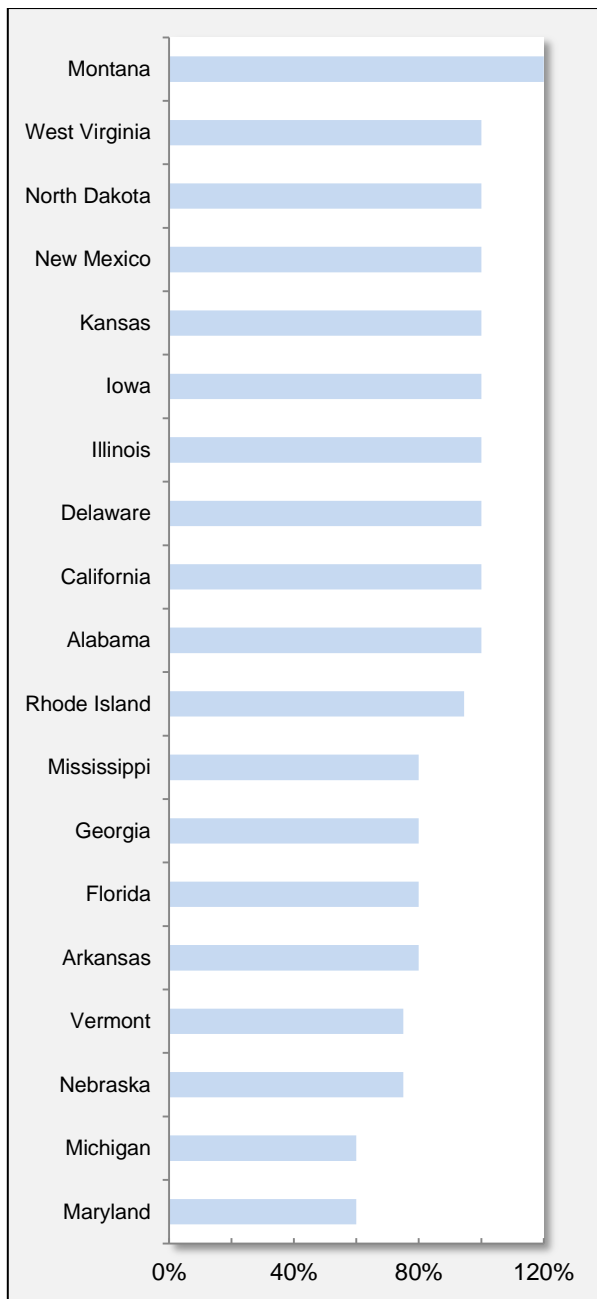 Montana
West Virginia
North Dakota
New Mexico
Kansas
Iowa
Illinois
Delaware
California
Alabama
Rhode Island
Mississippi
Georgia
Florida
Arkansas
Vermont
Nebraska
Michigan
Maryland
0% 40% 80% 120%